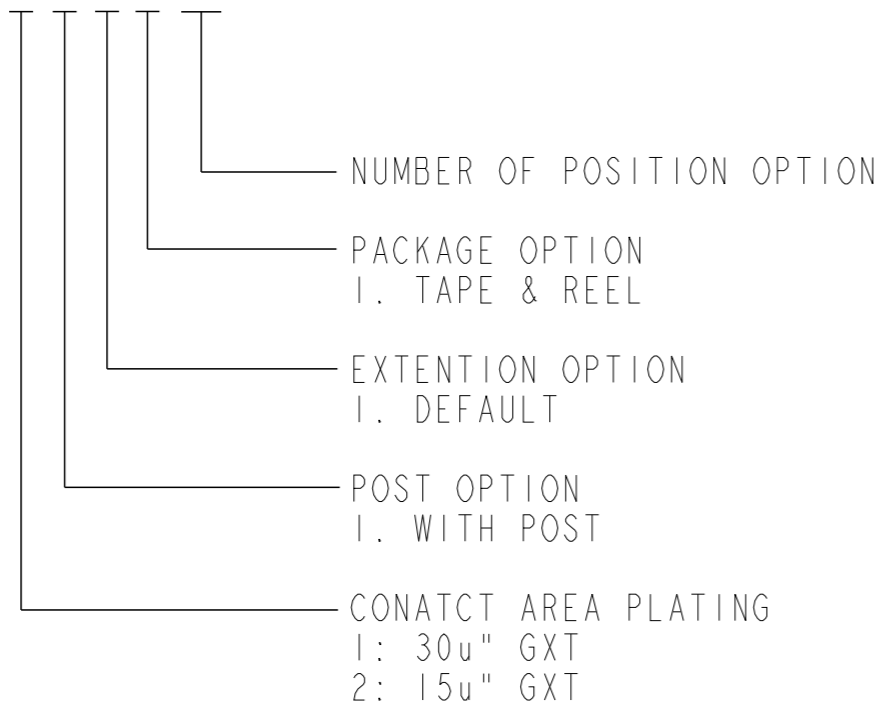 NUMBER OF POSITION OPTION
PACKAGE OPTION
1. TAPE & REEL
EXTENTION OPTION
1. DEFAULT
POST OPTION
1. WITH POST
CONATCT AREA PLATING
1: 30u" GXT
2: 15u" GXT